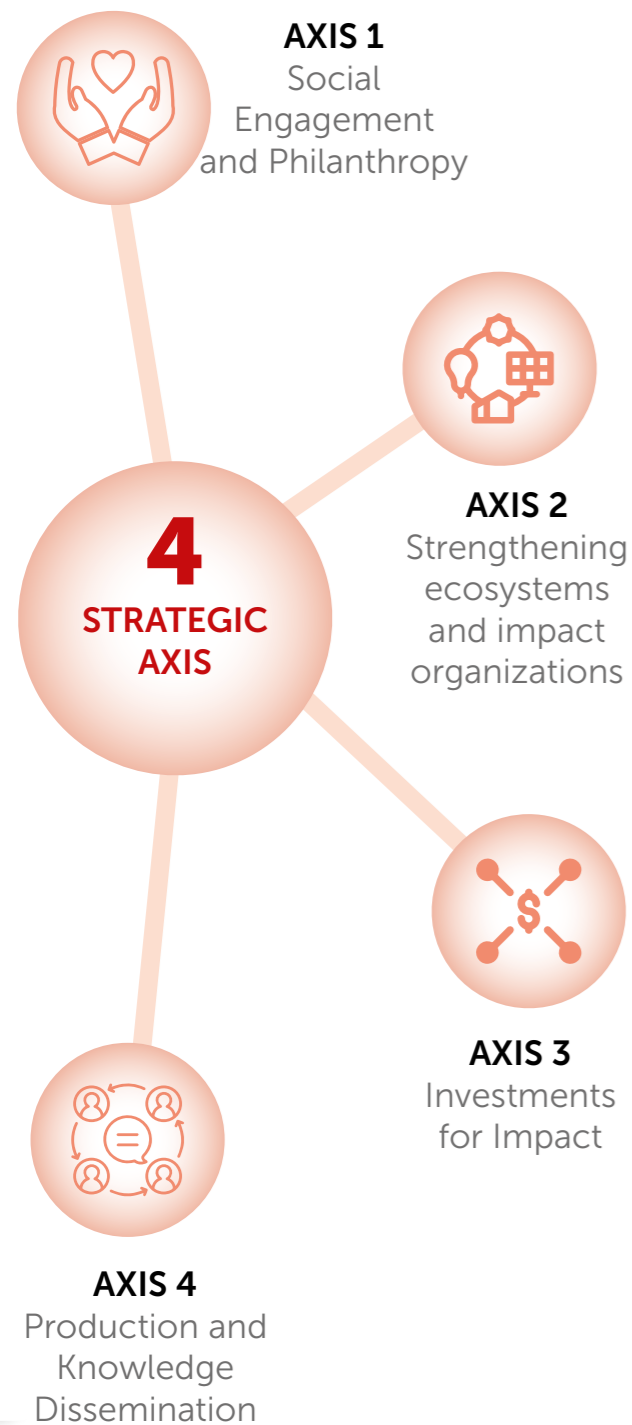 AXIS 1
Social
Engagement
and Philanthropy
AXIS 2
Strengthening
ecosystems
and impact
organizations
4
STRATEGIC
AXIS
$
AXIS 3
Investments
for Impact
AXIS 4
Production and
Knowledge
Dissemination